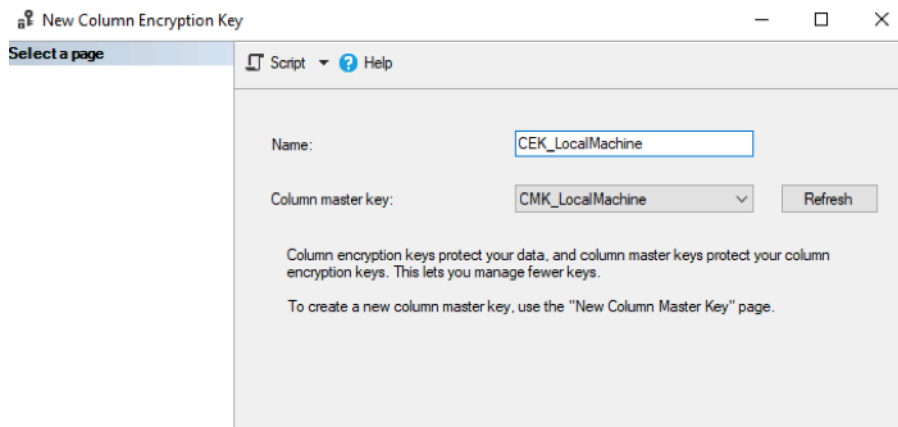 New Column Encryption Key
Select a page
Script Help
Name: CEK_LocalMachine
Column master key: CMK_LocalMachine Refresh
Column encryption keys protect your data, and column master keys protect your column
encryption keys. This lets you manage fewer keys.
To create a new column master key, use the "New Column Master Key" page.